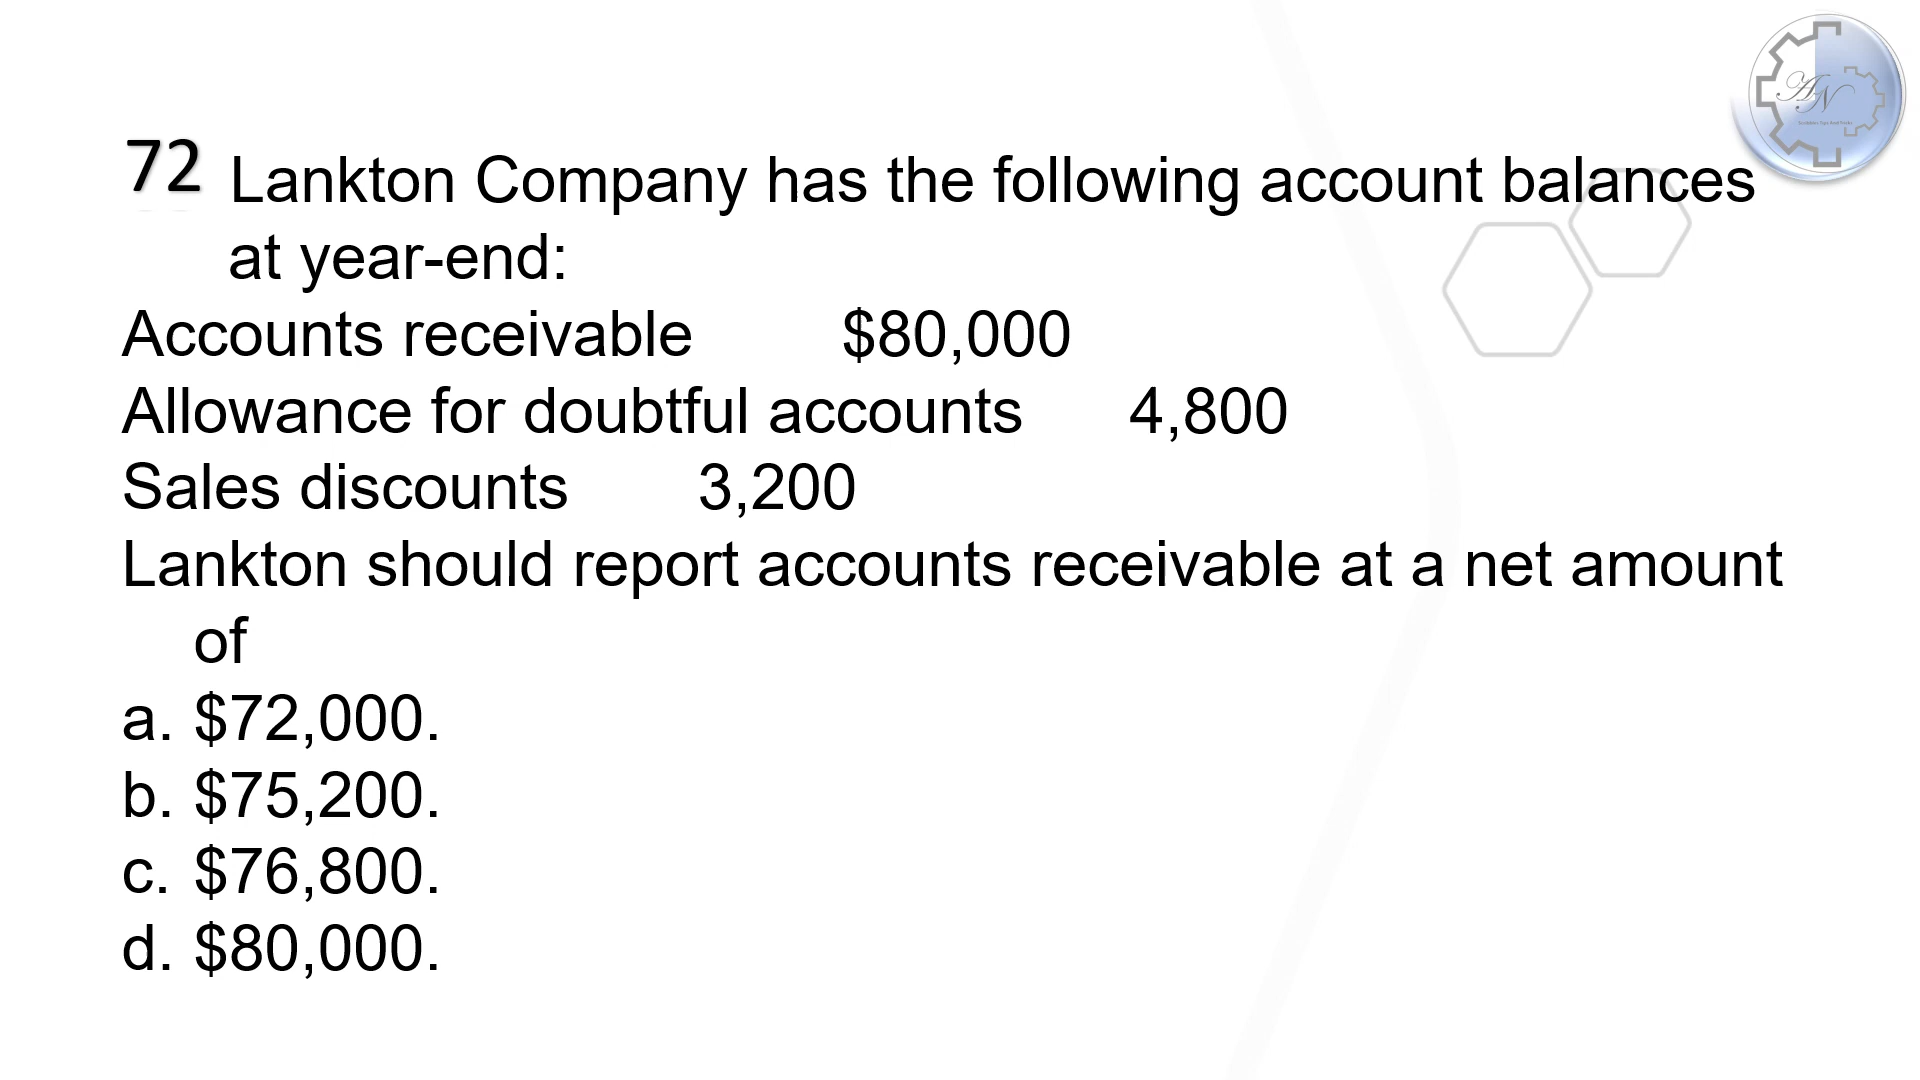 72 Lankton Company has the following account balances
at year-end:
Accounts receivable $80,000
Allowance for doubtful accounts 4,800
Sales discounts 3,200
Lankton should report accounts receivable at a net amount
of
a. $72,000.
b. $75,200.
c. $76,800.
d. $80,000.
AN